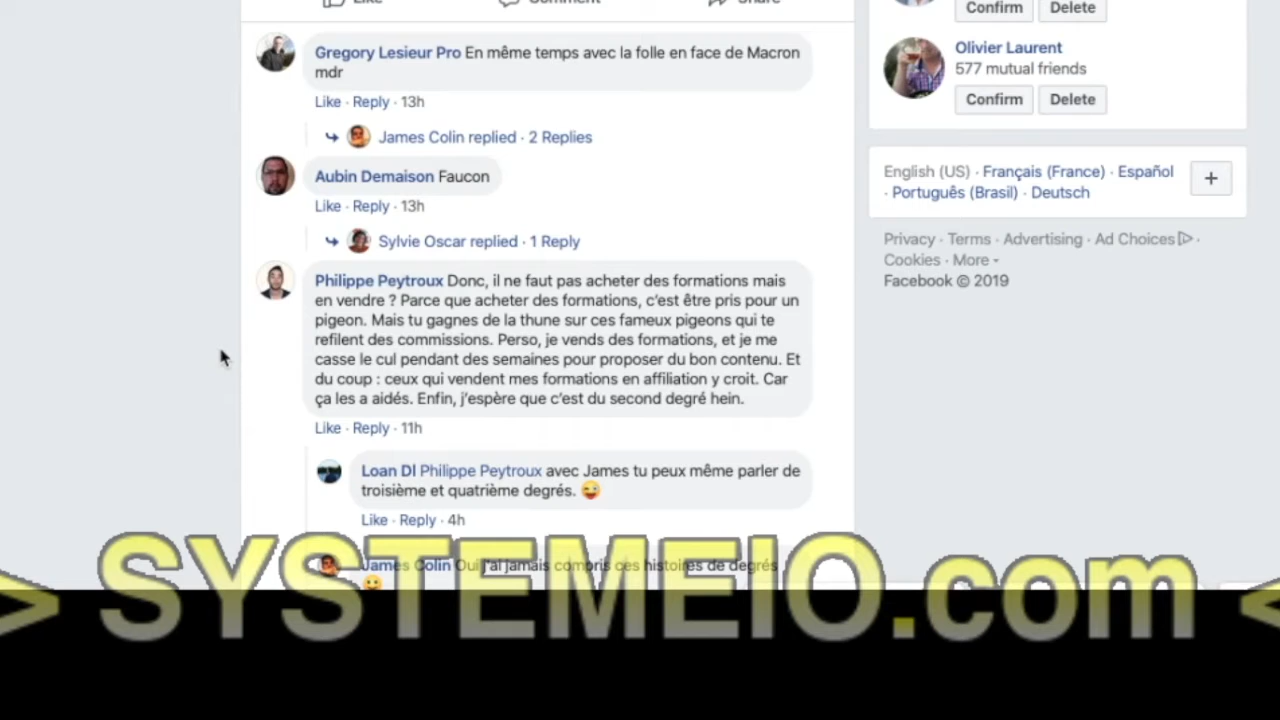 Like Comment Share
Gregory Lesieur Pro En même temps avec la folle en face de Macron
mdr
Like · Reply · 13h
James Colin replied · 2 Replies
Aubin Demaison Faucon
Like · Reply · 13h
Sylvie Oscar replied · 1 Reply
Philippe Peytroux Donc, il ne faut pas acheter des formations mais
en vendre ? Parce que acheter des formations, c'est être pris pour un
pigeon. Mais tu gagnes de la thune sur ces fameux pigeons qui te
refilent des commissions. Perso, je vends des formations, et je me
casse le cul pendant des semaines pour proposer du bon contenu. Et
du coup : ceux qui vendent mes formations en affiliation y croit. Car
ça les a aidés. Enfin, j'espère que c'est du second degré hein.
Like · Reply · 11h
Loan Dl Philippe Peytroux avec James tu peux même parler de
troisième et quatrième degrés. 😜
Like · Reply · 4h
James Colin Oui j'ai jamais compris ces histoires de degrés
🙂
Confirm Delete
Olivier Laurent
577 mutual friends
Confirm Delete
English (US) · Français (France) · Español
· Português (Brasil) · Deutsch
+
Privacy · Terms · Advertising · Ad Choices ·
Cookies · More
Facebook © 2019
> SYSTEMEIO.com <